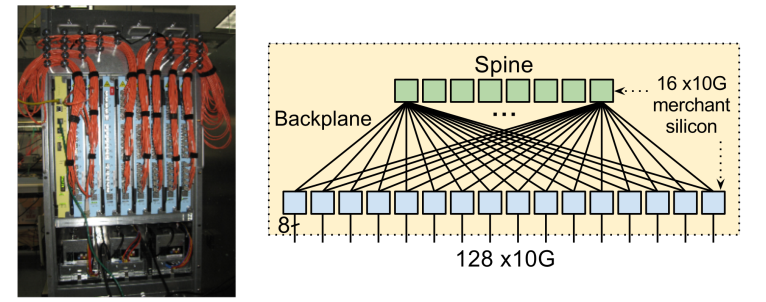 Spine
Backplane
...
16 x10G
merchant
silicon
8
128 x10G